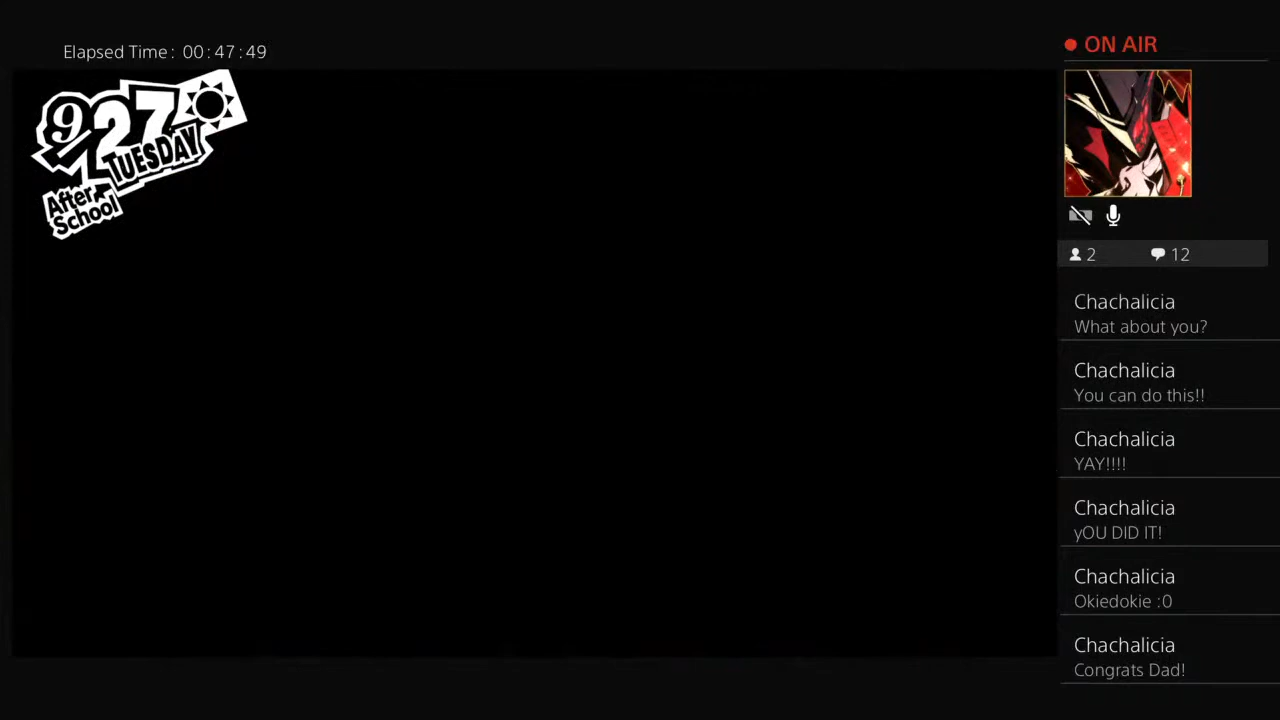 Elapsed Time: 00:47:49
ON AIR
9/27
TUESDAY
After
School
2 12
Chachalicia
What about you?
Chachalicia
You can do this!!
Chachalicia
YAY!!!!
Chachalicia
yOU DID IT!
Chachalicia
Okiedokie :0
Chachalicia
Congrats Dad!